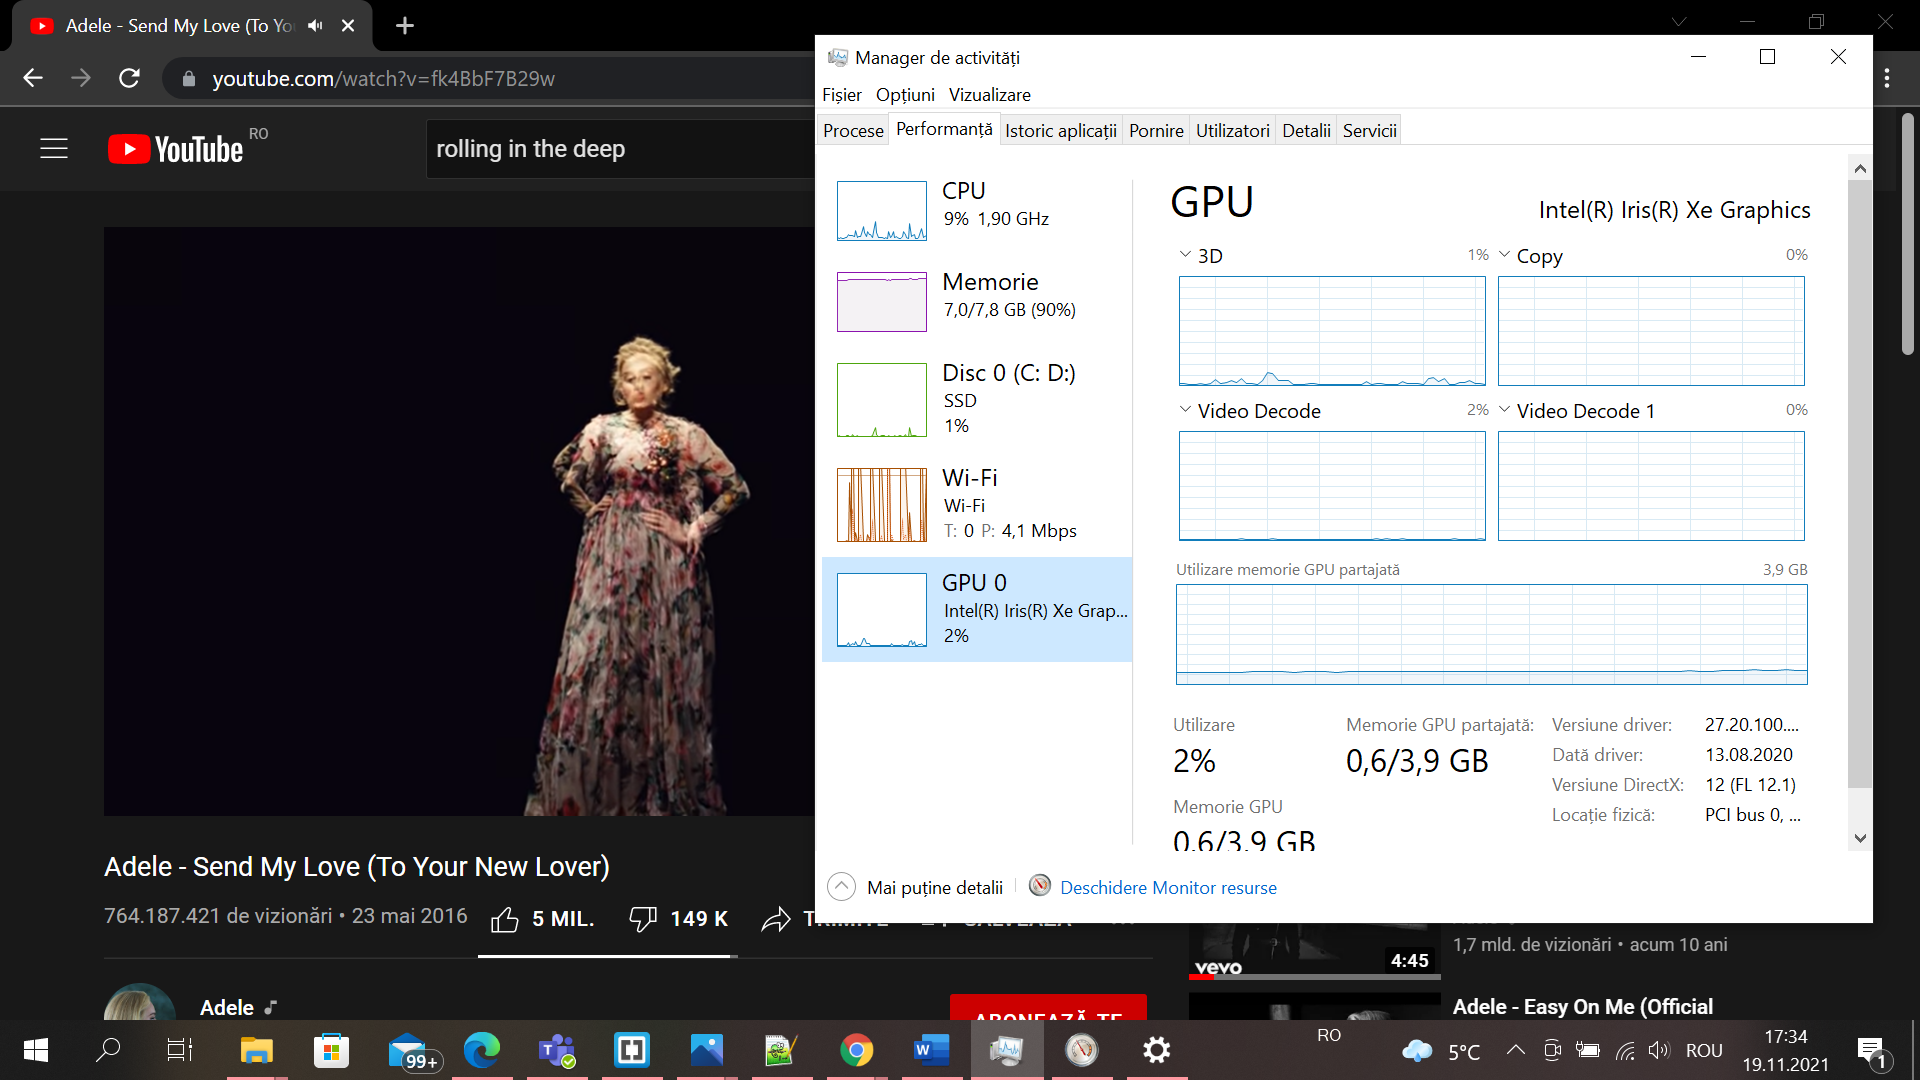 Adele - Send My Love (To Yo
youtube.com/watch?v=fk4BbF7B29w
YouTube RO
rolling in the deep
Manager de activități
Fișier Opțiuni Vizualizare
Procese Performanță Istoric aplicații Pornire Utilizatori Detalii Servicii
CPU
9% 1,90 GHz
Memorie
7,0/7,8 GB (90%)
Disc 0 (C: D:)
SSD
1%
Wi-Fi
Wi-Fi
T: 0 P: 4,1 Mbps
GPU 0
Intel(R) Iris(R) Xe Grap...
2%
GPU
Intel(R) Iris(R) Xe Graphics
3D 1%
Copy 0%
Video Decode 2%
Video Decode 1 0%
Utilizare memorie GPU partajată 3,9 GB
Utilizare
2%
Memorie GPU partajată:
0,6/3,9 GB
Memorie GPU
0,6/3,9 GB
Versiune driver: 27.20.100....
Dată driver: 13.08.2020
Versiune DirectX: 12 (FL 12.1)
Locație fizică: PCI bus 0, ...
Mai puține detalii
Deschidere Monitor resurse
Adele - Send My Love (To Your New Lover)
764.187.421 de vizionări • 23 mai 2016
5 MIL.
149 K
TRIMITE
SALVEAZĂ
Adele
ABONEAZĂ-TE
vevo
4:45
1,7 mld. de vizionări • acum 10 ani
Adele - Easy On Me (Official
99+
RO
5°C
ROU
17:34
19.11.2021
1